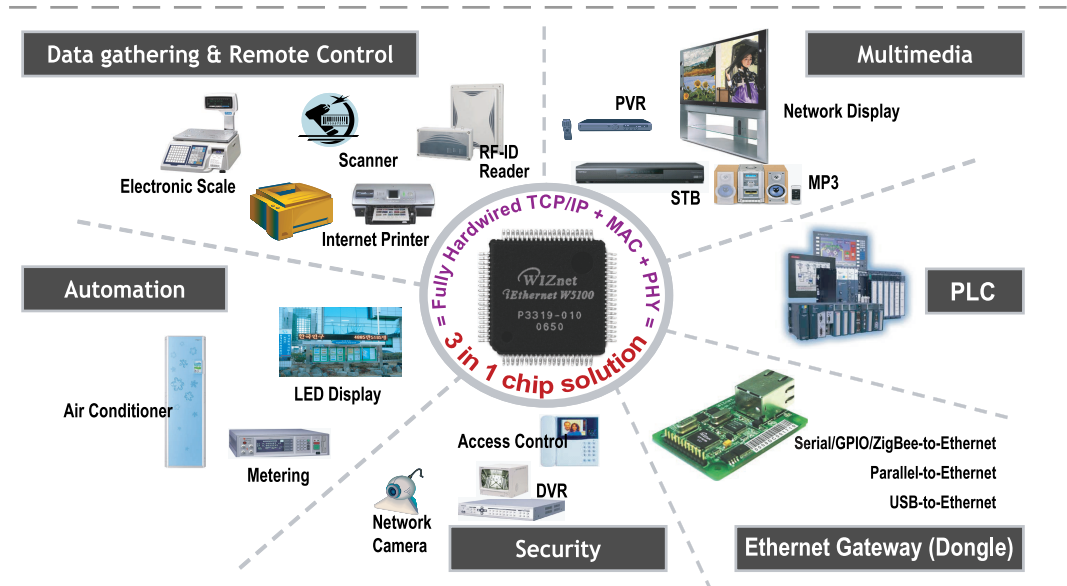 Data gathering & Remote Control
Multimedia
PVR
Network Display
Scanner
RF-ID
Reader
Electronic Scale
STB
MP3
Internet Printer
= Fully Hardwired TCP/IP + MAC + PHY =
WIZnet
iEthernet W5100
P3319-010
0650
3 in 1 chip solution
Automation
PLC
LED Display
Air Conditioner
Metering
Access Control
DVR
Network
Camera
Security
Serial/GPIO/ZigBee-to-Ethernet
Parallel-to-Ethernet
USB-to-Ethernet
Ethernet Gateway (Dongle)